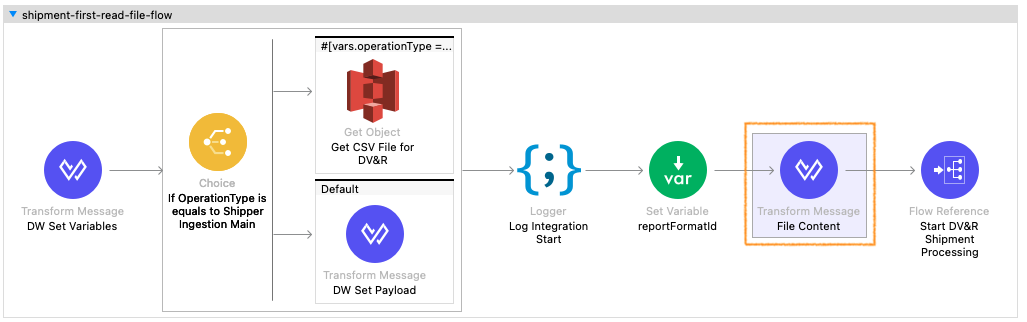 shipment-first-read-file-flow
Transform Message
DW Set Variables
Choice
If OperationType is
equals to Shipper
Ingestion Main
#[vars.operationType =...
Get Object
Get CSV File for
DV&R
Default
Transform Message
DW Set Payload
{;}
Logger
Log Integration
Start
var
Set Variable
reportFormatId
Transform Message
File Content
Flow Reference
Start DV&R
Shipment
Processing